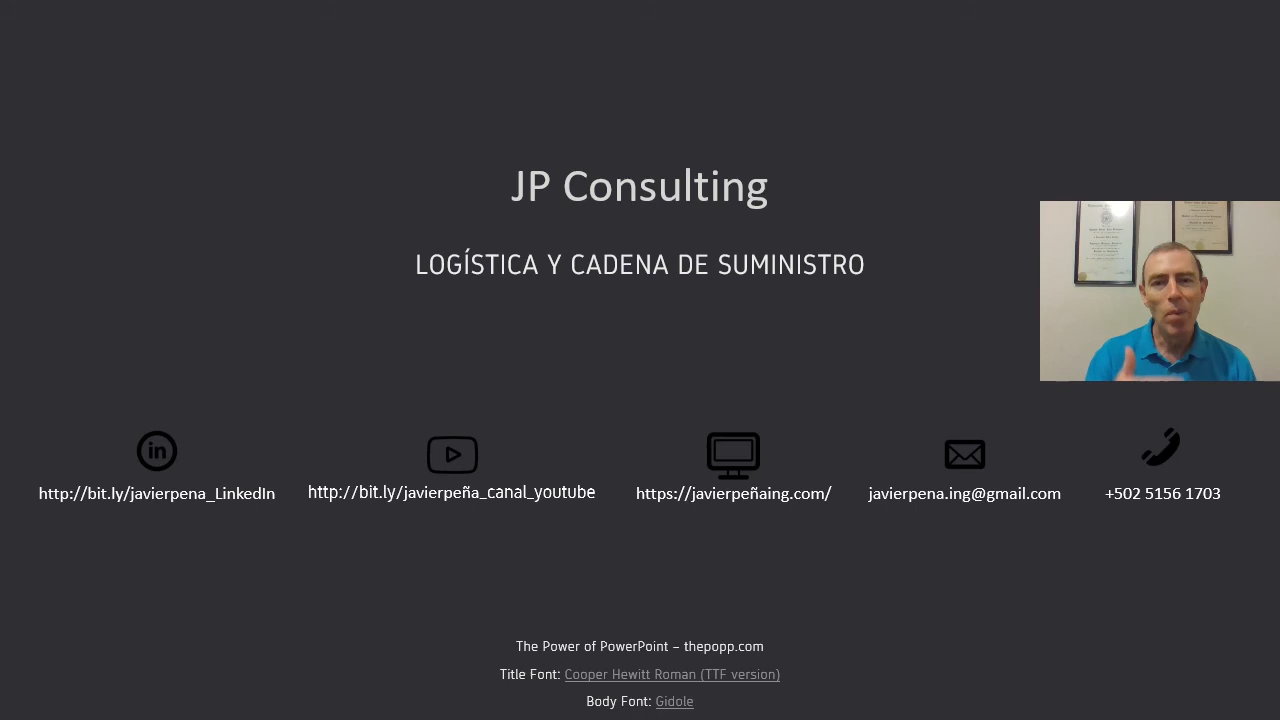 JP Consulting
LOGÍSTICA Y CADENA DE SUMINISTRO
in
http://bit.ly/javierpena_LinkedIn
http://bit.ly/javierpeña_canal_youtube
https://javierpeñaing.com/
javierpena.ing@gmail.com
+502 5156 1703
The Power of PowerPoint – thepopp.com
Title Font: Cooper Hewitt Roman (TTF version)
Body Font: Gidole